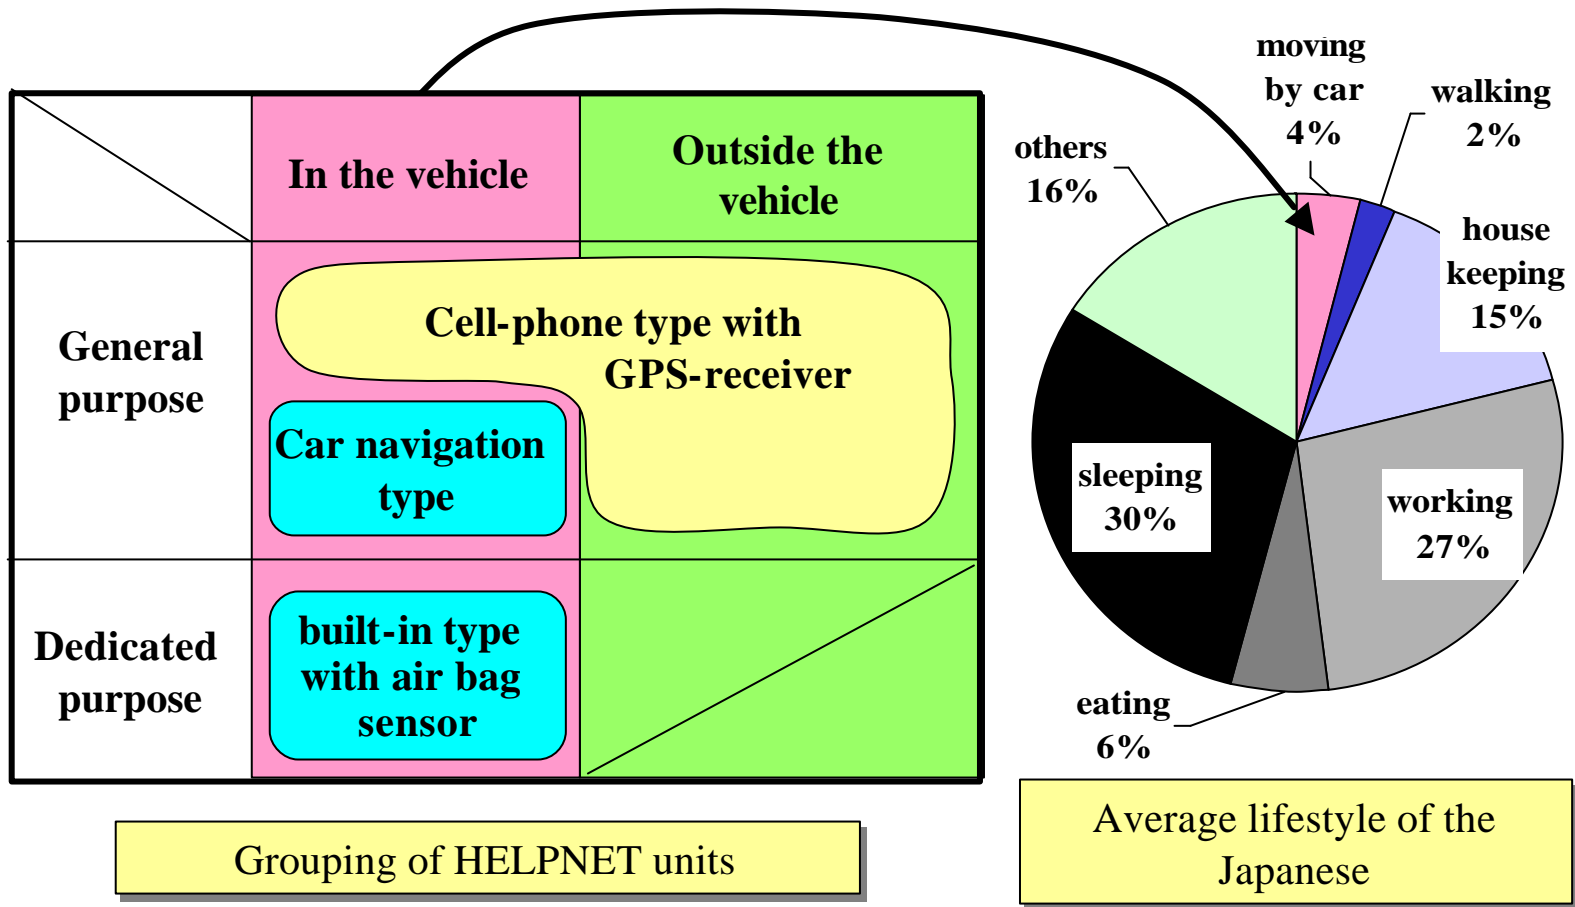 In the vehicle
Outside the
vehicle
General
purpose
Cell-phone type with
GPS-receiver
Car navigation
type
Dedicated
purpose
built-in type
with air bag
sensor
Grouping of HELPNET units
moving
by car
4%
walking
2%
others
16%
house
keeping
15%
sleeping
30%
working
27%
eating
6%
Average lifestyle of the
Japanese